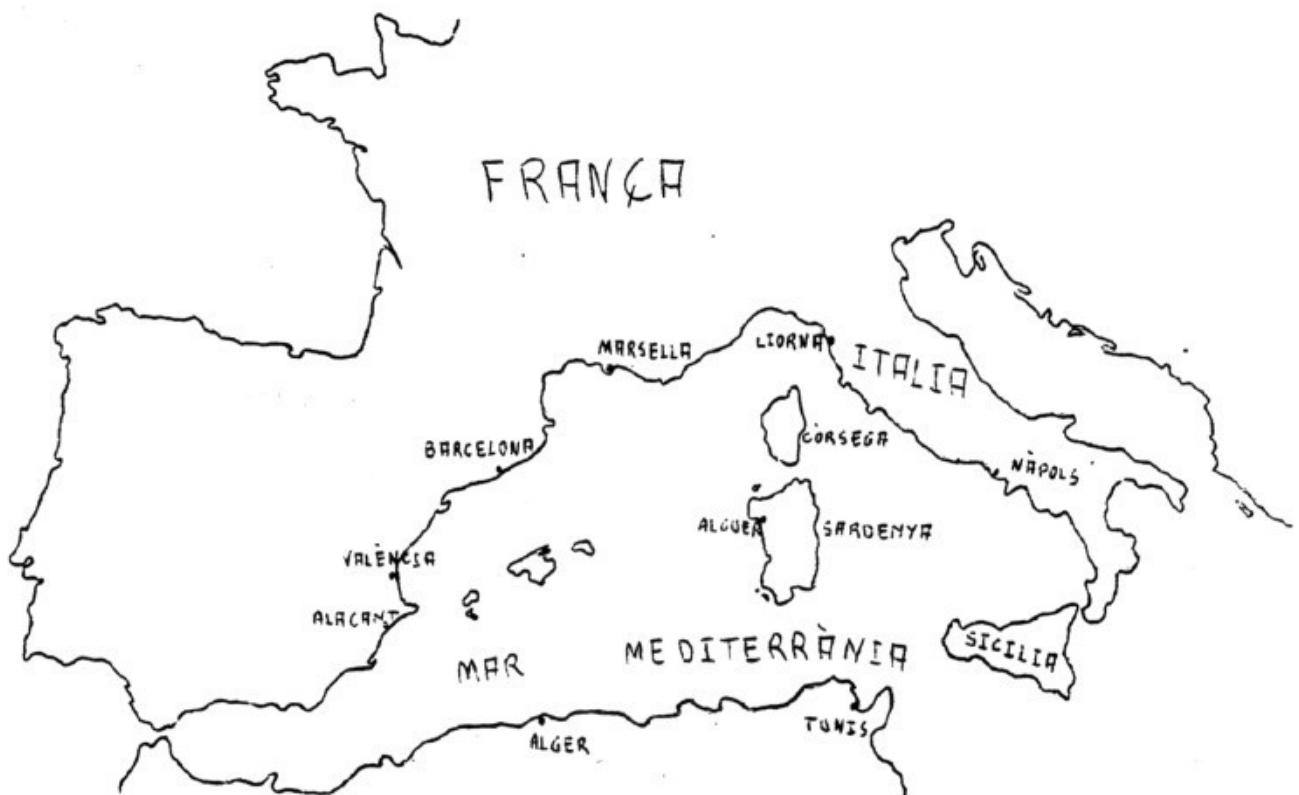 FRANÇA
MARSELLA
LIORNA
ITALIA
BARCELONA
CÒRSEGA
NÀPOLS
ALGUER
SARDENYA
VALÈNCIA
ALACANT
MAR
MEDITERRÀNIA
SICILIA
ALGER
TUNIS